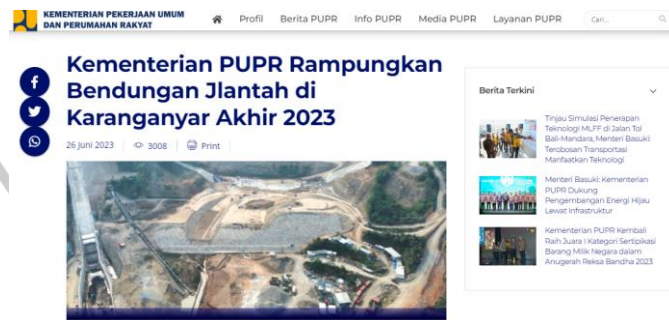 KEMENTERIAN PEKERJAAN UMUM
DAN PERUMAHAN RAKYAT
Profil Berita PUPR Info PUPR Media PUPR Layanan PUPR Cari...
Kementerian PUPR Rampungkan
Bendungan Jlantah di
Karanganyar Akhir 2023
26 Juni 2023 3008 Print
Berita Terkini
Tinjau Simulasi Penerapan
Teknologi MLFF di Jalan Tol
Bali-Mandara, Menteri Basuki:
Terobosan Transportasi
Manfaatkan Teknologi
Menteri Basuki: Kementerian
PUPR Dukung
Pengembangan Energi Hijau
Lewat Infrastruktur
Kementerian PUPR Kembali
Raih Juara I Kategori Sertipikasi
Barang Milik Negara dalam
Anugerah Reksa Bandha 2023